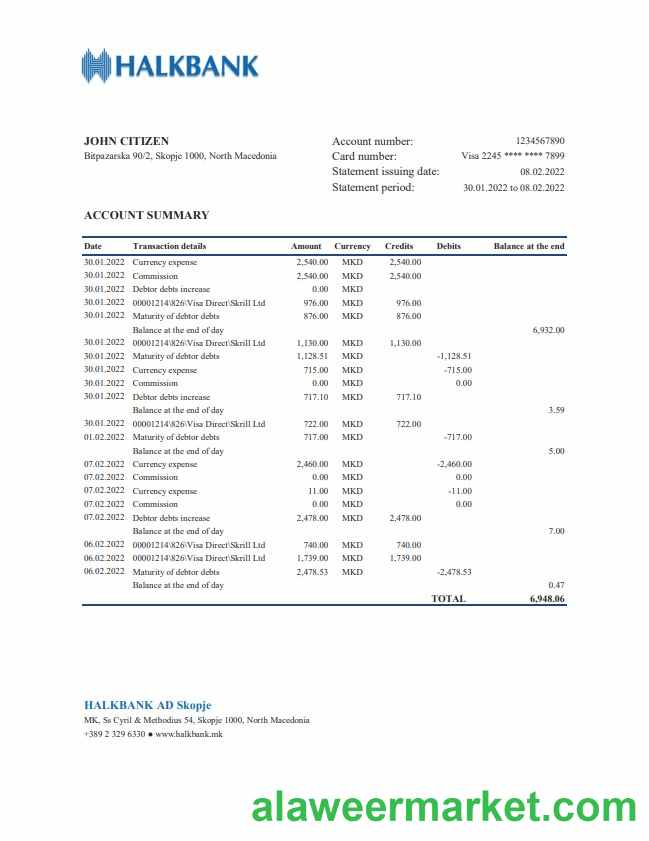 HALKBANK
JOHN CITIZEN
Bitpazarska 90/2, Skopje 1000, North Macedonia
Account number: 1234567890
Card number: Visa 2245 **** **** 7899
Statement issuing date: 08.02.2022
Statement period: 30.01.2022 to 08.02.2022
ACCOUNT SUMMARY
Date Transaction details Amount Currency Credits Debits Balance at the end
30.01.2022 Currency expense 2,540.00 MKD 2,540.00
30.01.2022 Commission 2,540.00 MKD 2,540.00
30.01.2022 Debtor debts increase 0.00 MKD
30.01.2022 00001214\826\Visa Direct\Skrill Ltd 976.00 MKD 976.00
30.01.2022 Maturity of debtor debts 876.00 MKD 876.00
Balance at the end of day 6,932.00
30.01.2022 00001214\826\Visa Direct\Skrill Ltd 1,130.00 MKD 1,130.00
30.01.2022 Maturity of debtor debts 1,128.51 MKD -1,128.51
30.01.2022 Currency expense 715.00 MKD -715.00
30.01.2022 Commission 0.00 MKD 0.00
30.01.2022 Debtor debts increase 717.10 MKD 717.10
Balance at the end of day 3.59
30.01.2022 00001214\826\Visa Direct\Skrill Ltd 722.00 MKD 722.00
01.02.2022 Maturity of debtor debts 717.00 MKD -717.00
Balance at the end of day 5.00
07.02.2022 Currency expense 2,460.00 MKD -2,460.00
07.02.2022 Commission 0.00 MKD 0.00
07.02.2022 Currency expense 11.00 MKD -11.00
07.02.2022 Commission 0.00 MKD 0.00
07.02.2022 Debtor debts increase 2,478.00 MKD 2,478.00
Balance at the end of day 7.00
06.02.2022 00001214\826\Visa Direct\Skrill Ltd 740.00 MKD 740.00
06.02.2022 00001214\826\Visa Direct\Skrill Ltd 1,739.00 MKD 1,739.00
06.02.2022 Maturity of debtor debts 2,478.53 MKD -2,478.53
Balance at the end of day 0.47
TOTAL 6,948.06
HALKBANK AD Skopje
MK, Ss Cyril & Methodius 54, Skopje 1000, North Macedonia
+389 2 329 6330 ● www.halkbank.mk
alaweermarket.com